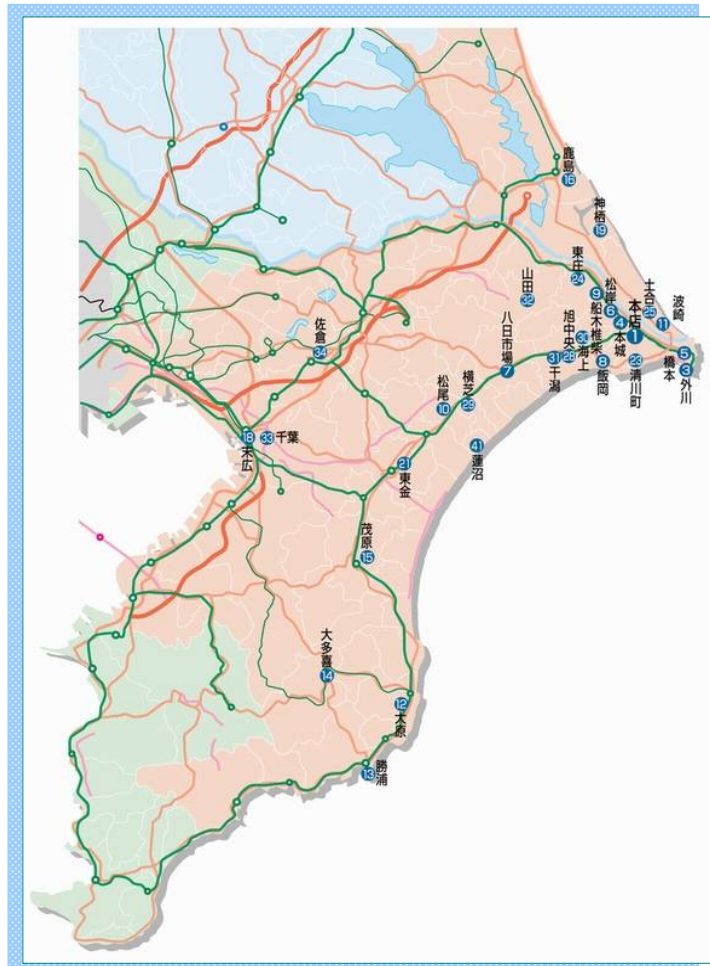 鹿島
16
神栖
19
東庄
24
山田
32
松岸
6
船木椎柴
9
土合
25
波崎
11
本店
1
本城
4
旭中央
28
海上
30
佐倉
34
八日市場
7
干潟
31
飯岡
8
清川町
23
橋本
5
外川
3
横芝
29
松尾
10
千葉
33
末広
18
蓮沼
41
東金
21
茂原
15
大多喜
14
大原
12
勝浦
13